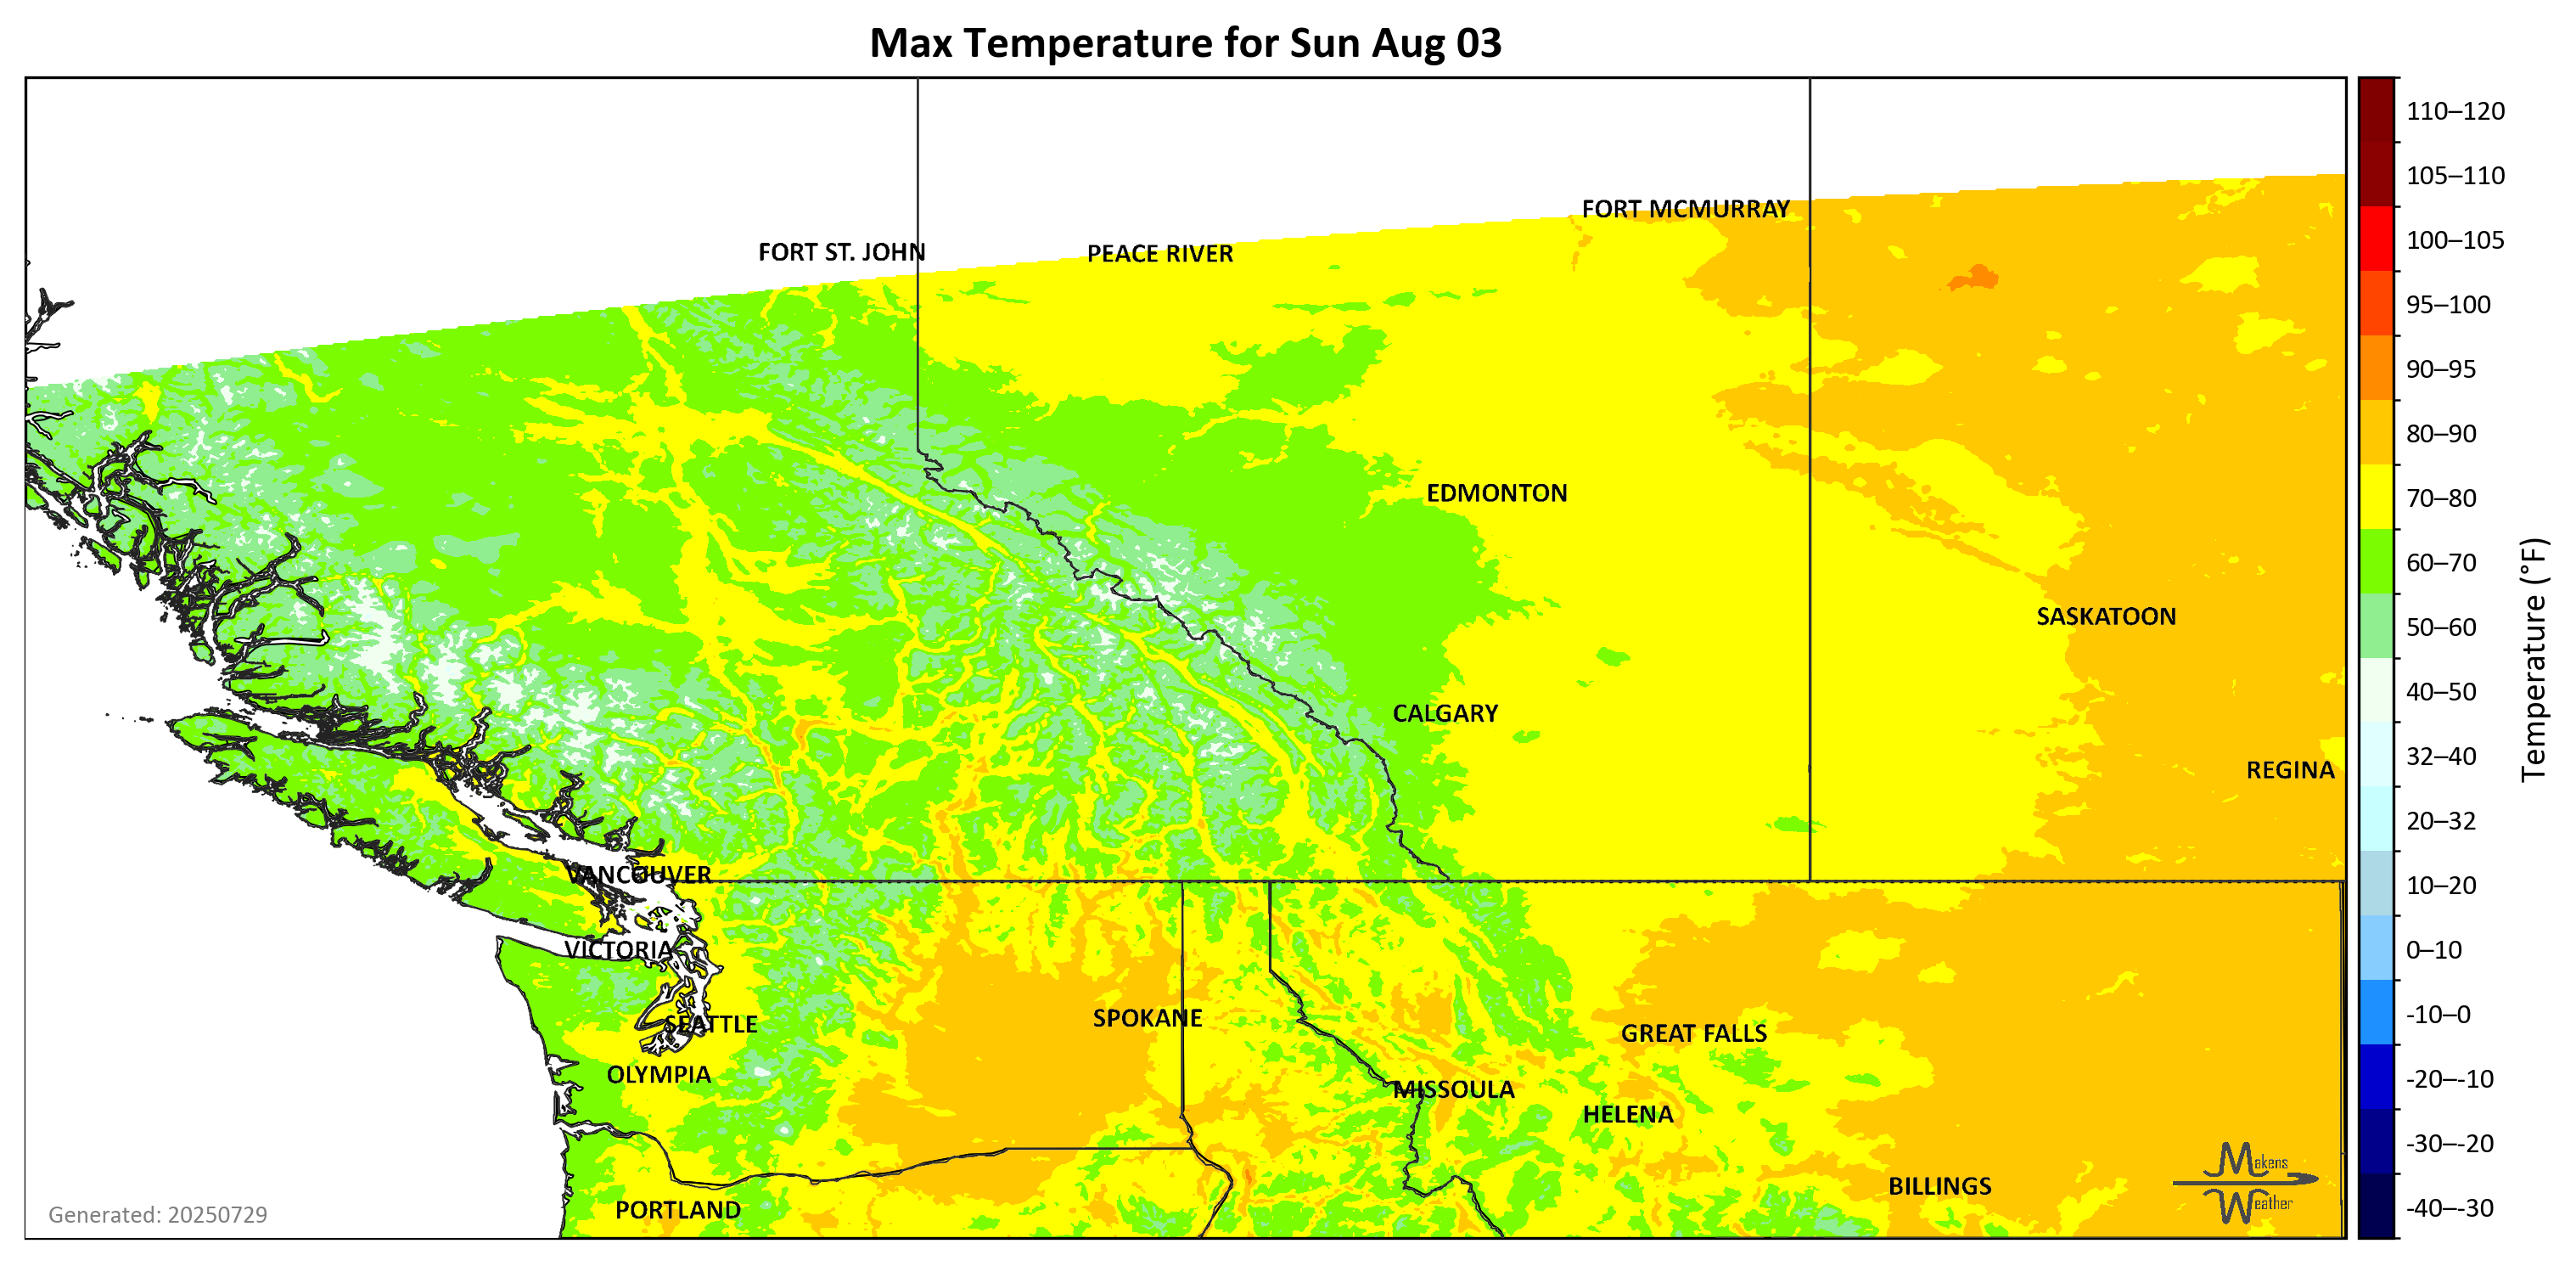 Max Temperature for Sun Aug 03
110–120
105–110
FORT MCMURRAY
100–105
FORT ST. JOHN
PEACE RIVER
95–100
90–95
80–90
EDMONTON
70–80
60–70
SASKATOON
50–60
Temperature (°F)
40–50
CALGARY
32–40
REGINA
20–32
VANCOUVER
10–20
VICTORIA
0–10
SPOKANE
-10–0
SEATTLE
GREAT FALLS
OLYMPIA
-20–-10
MISSOULA
HELENA
-30–-20
Makens
BILLINGS
Weather
PORTLAND
-40–-30
Generated: 20250729